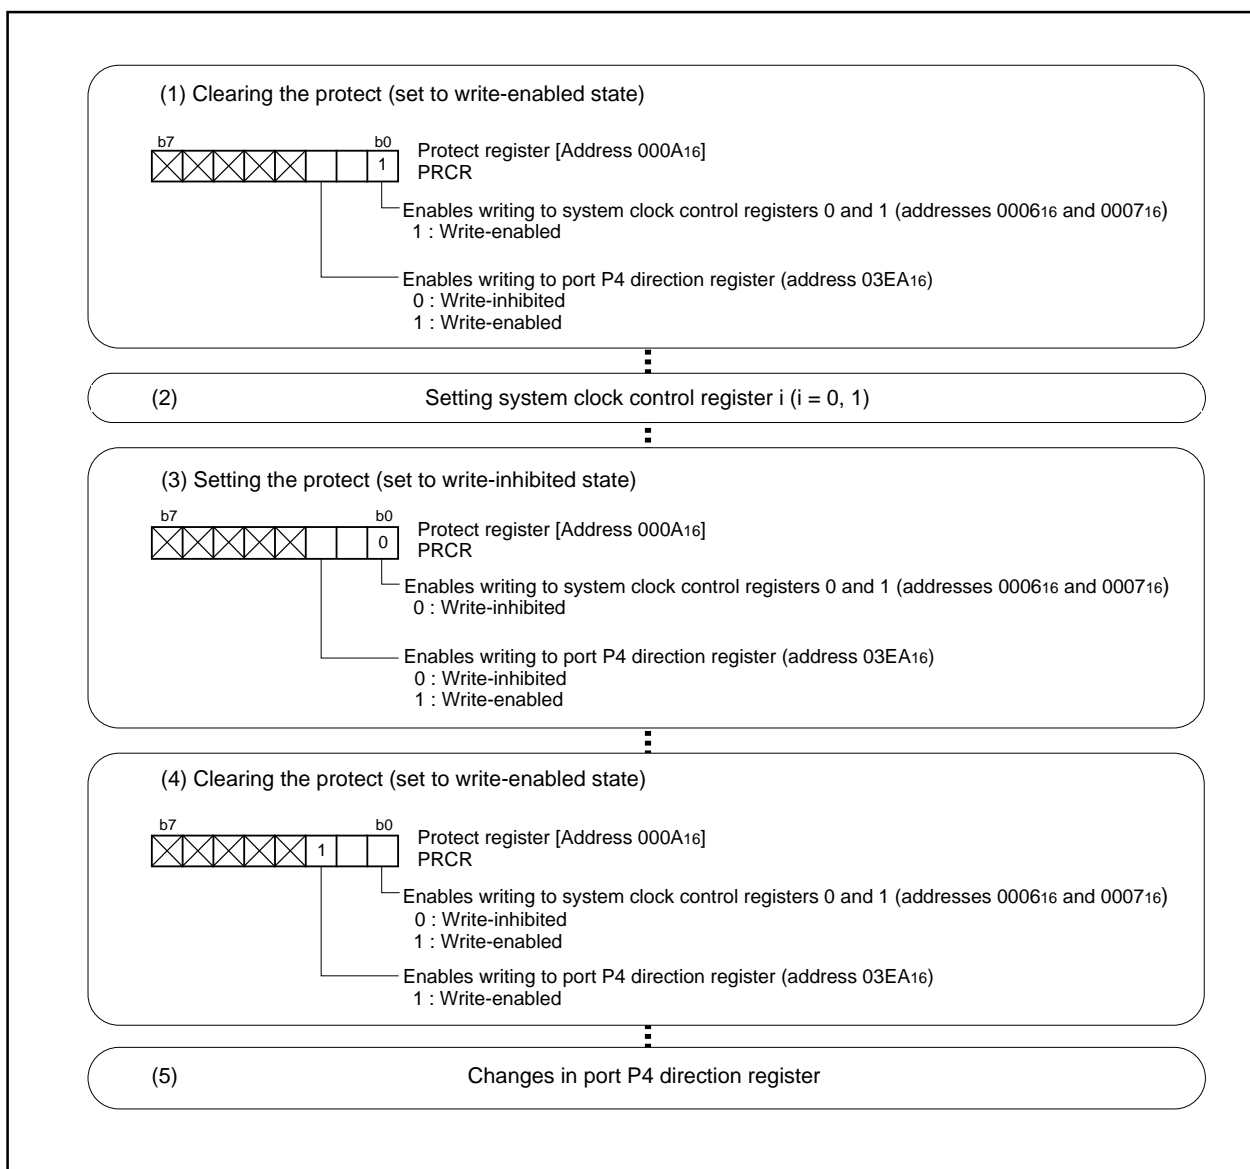 (1) Clearing the protect (set to write-enabled state)
b7 b0
1
Protect register [Address 000A16]
PRCR
Enables writing to system clock control registers 0 and 1 (addresses 000616 and 000716)
1 : Write-enabled
Enables writing to port P4 direction register (address 03EA16)
0 : Write-inhibited
1 : Write-enabled
(2) Setting system clock control register i (i = 0, 1)
(3) Setting the protect (set to write-inhibited state)
b7 b0
0
Protect register [Address 000A16]
PRCR
Enables writing to system clock control registers 0 and 1 (addresses 000616 and 000716)
0 : Write-inhibited
Enables writing to port P4 direction register (address 03EA16)
0 : Write-inhibited
1 : Write-enabled
(4) Clearing the protect (set to write-enabled state)
b7 b0
1
Protect register [Address 000A16]
PRCR
Enables writing to system clock control registers 0 and 1 (addresses 000616 and 000716)
0 : Write-inhibited
1 : Write-enabled
Enables writing to port P4 direction register (address 03EA16)
1 : Write-enabled
(5) Changes in port P4 direction register